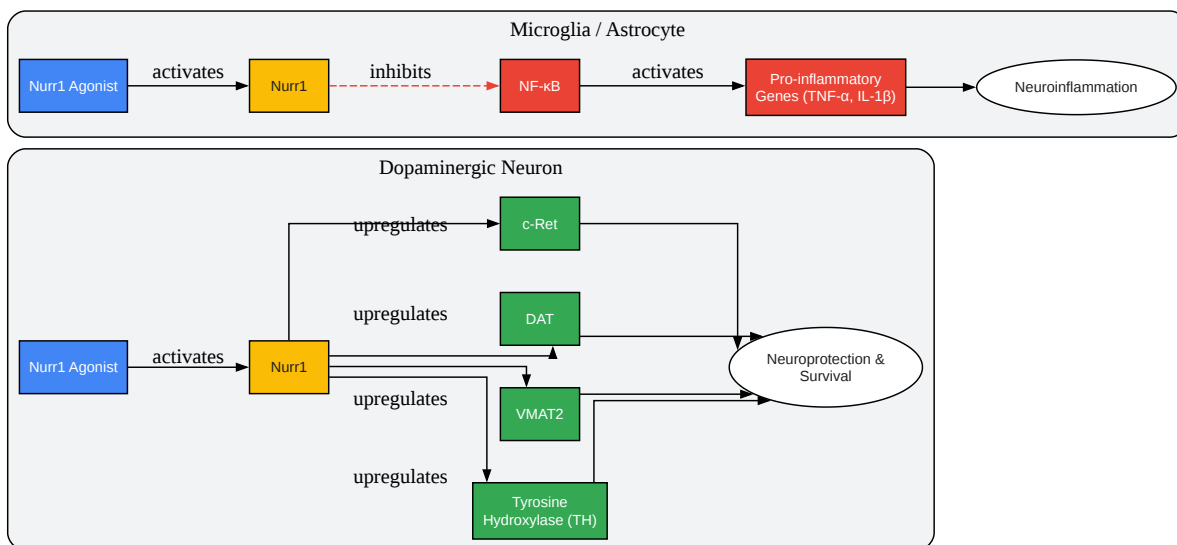 Microglia / Astrocyte
Nurr1 Agonist
activates
Nurr1
inhibits
NF-κB
activates
Pro-inflammatory
Genes (TNF-α, IL-1β)
Neuroinflammation
Dopaminergic Neuron
upregulates
c-Ret
upregulates
DAT
Nurr1 Agonist
activates
Nurr1
Neuroprotection &
Survival
upregulates
VMAT2
upregulates
Tyrosine
Hydroxylase (TH)